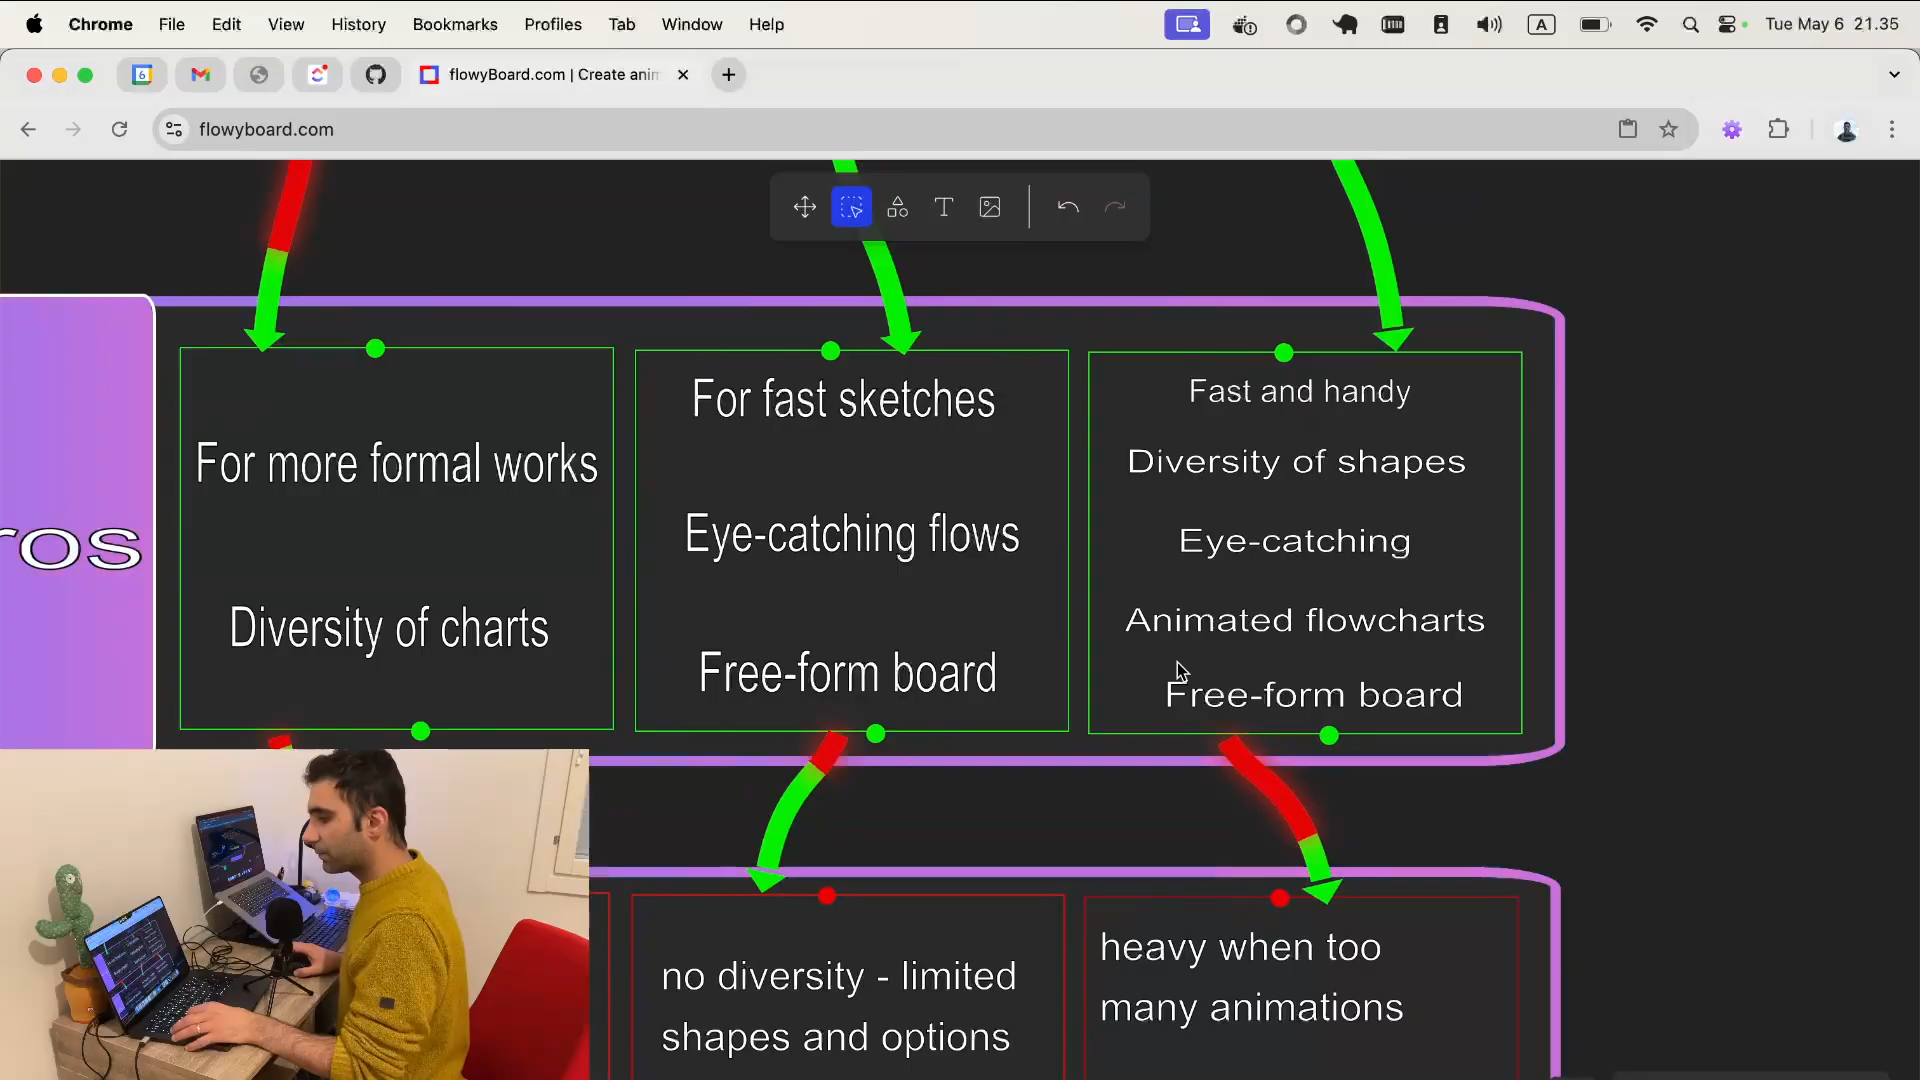 Chrome File Edit View History Bookmarks Profiles Tab Window Help
A
Tue May 6 21.35
6
flowyBoard.com | Create anim
flowyboard.com
T
ros
For more formal works
Diversity of charts
For fast sketches
Eye-catching flows
Free-form board
Fast and handy
Diversity of shapes
Eye-catching
Animated flowcharts
Free-form board
no diversity - limited
shapes and options
heavy when too
many animations